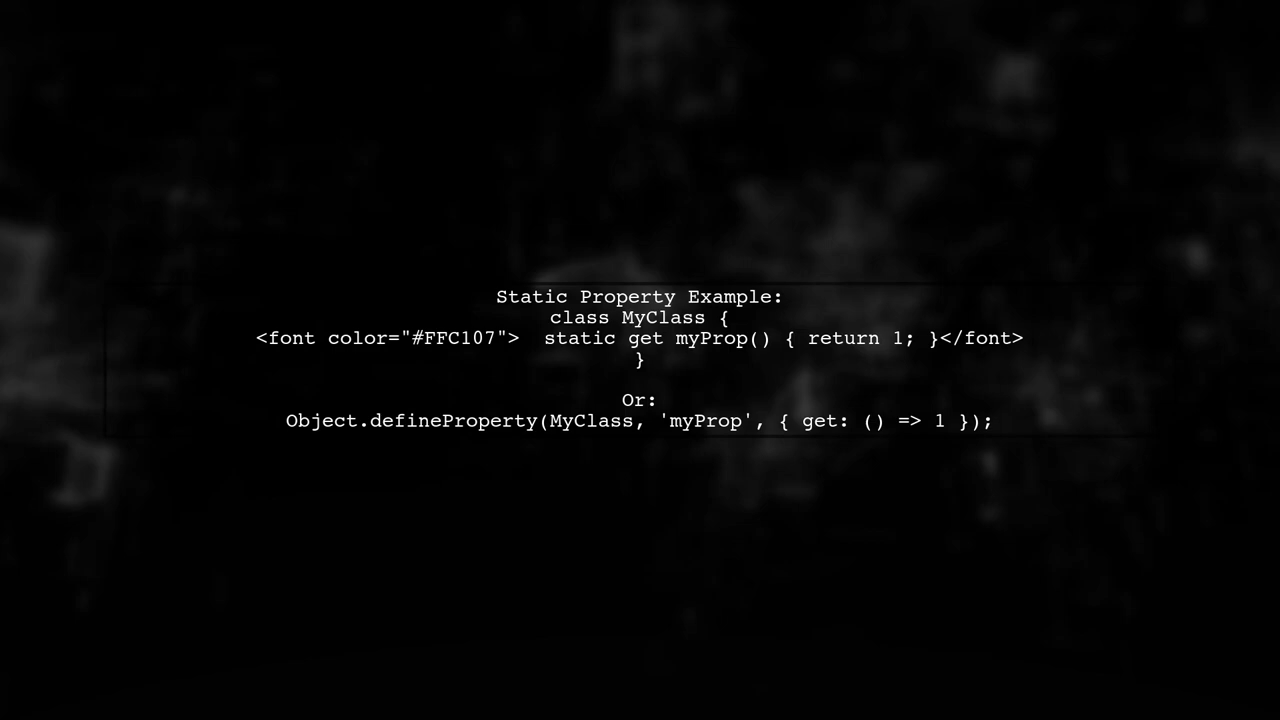 Static Property Example:
class MyClass {
<font color="#FFC107">  static get myProp() { return 1; }</font>
}
Or:
Object.defineProperty(MyClass, 'myProp', { get: () => 1 });